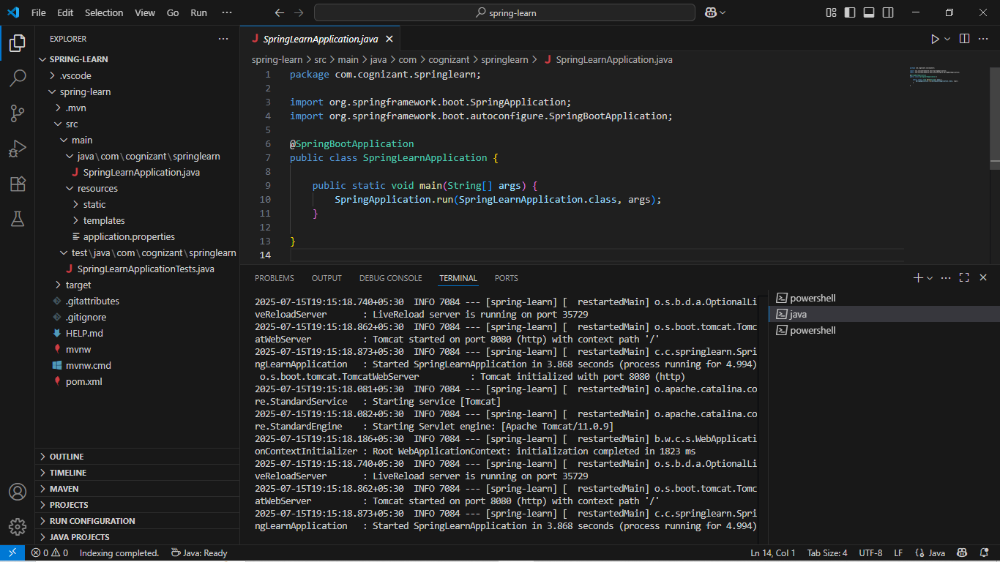 File Edit Selection View Go Run ··· spring-learn
EXPLORER ···
SPRING-LEARN
.vscode
spring-learn
.mvn
src
main
java\com\cognizant\springlearn
SpringLearnApplication.java
resources
static
templates
application.properties
test\java\com\cognizant\springlearn
SpringLearnApplicationTests.java
target
.gitattributes
.gitignore
HELP.md
mvnw
mvnw.cmd
pom.xml
OUTLINE
TIMELINE
MAVEN
PROJECTS
RUN CONFIGURATION
JAVA PROJECTS
J SpringLearnApplication.java
spring-learn > src > main > java > com > cognizant > springlearn > J SpringLearnApplication.java
1 package com.cognizant.springlearn;
2
3 import org.springframework.boot.SpringApplication;
4 import org.springframework.boot.autoconfigure.SpringBootApplication;
5
6 @SpringBootApplication
7 public class SpringLearnApplication {
8
9 public static void main(String[] args) {
10 SpringApplication.run(SpringLearnApplication.class, args);
11 }
12
13 }
14
PROBLEMS OUTPUT DEBUG CONSOLE TERMINAL PORTS
2025-07-15T19:15:18.740+05:30  INFO 7084 --- [spring-learn] [  restartedMain] o.s.b.d.a.OptionalLi
veReloadServer       : LiveReload server is running on port 35729
2025-07-15T19:15:18.862+05:30  INFO 7084 --- [spring-learn] [  restartedMain] o.s.boot.tomcat.Tomc
atWebServer          : Tomcat started on port 8080 (http) with context path '/'
2025-07-15T19:15:18.873+05:30  INFO 7084 --- [spring-learn] [  restartedMain] c.c.springlearn.Spri
ngLearnApplication   : Started SpringLearnApplication in 3.868 seconds (process running for 4.994)
o.s.boot.tomcat.TomcatWebServer         : Tomcat initialized with port 8080 (http)
2025-07-15T19:15:18.081+05:30  INFO 7084 --- [spring-learn] [  restartedMain] o.apache.catalina.co
re.StandardService   : Starting service [Tomcat]
2025-07-15T19:15:18.082+05:30  INFO 7084 --- [spring-learn] [  restartedMain] o.apache.catalina.co
re.StandardEngine    : Starting Servlet engine: [Apache Tomcat/11.0.9]
2025-07-15T19:15:18.186+05:30  INFO 7084 --- [spring-learn] [  restartedMain] b.w.c.s.WebApplicati
onContextInitializer : Root WebApplicationContext: initialization completed in 1823 ms
2025-07-15T19:15:18.740+05:30  INFO 7084 --- [spring-learn] [  restartedMain] o.s.b.d.a.OptionalLi
veReloadServer       : LiveReload server is running on port 35729
2025-07-15T19:15:18.862+05:30  INFO 7084 --- [spring-learn] [  restartedMain] o.s.boot.tomcat.Tomc
atWebServer          : Tomcat started on port 8080 (http) with context path '/'
2025-07-15T19:15:18.873+05:30  INFO 7084 --- [spring-learn] [  restartedMain] c.c.springlearn.Spri
ngLearnApplication   : Started SpringLearnApplication in 3.868 seconds (process running for 4.994)
powershell
java
powershell
0 0 Indexing completed. Java: Ready Ln 14, Col 1 Tab Size: 4 UTF-8 LF {} Java